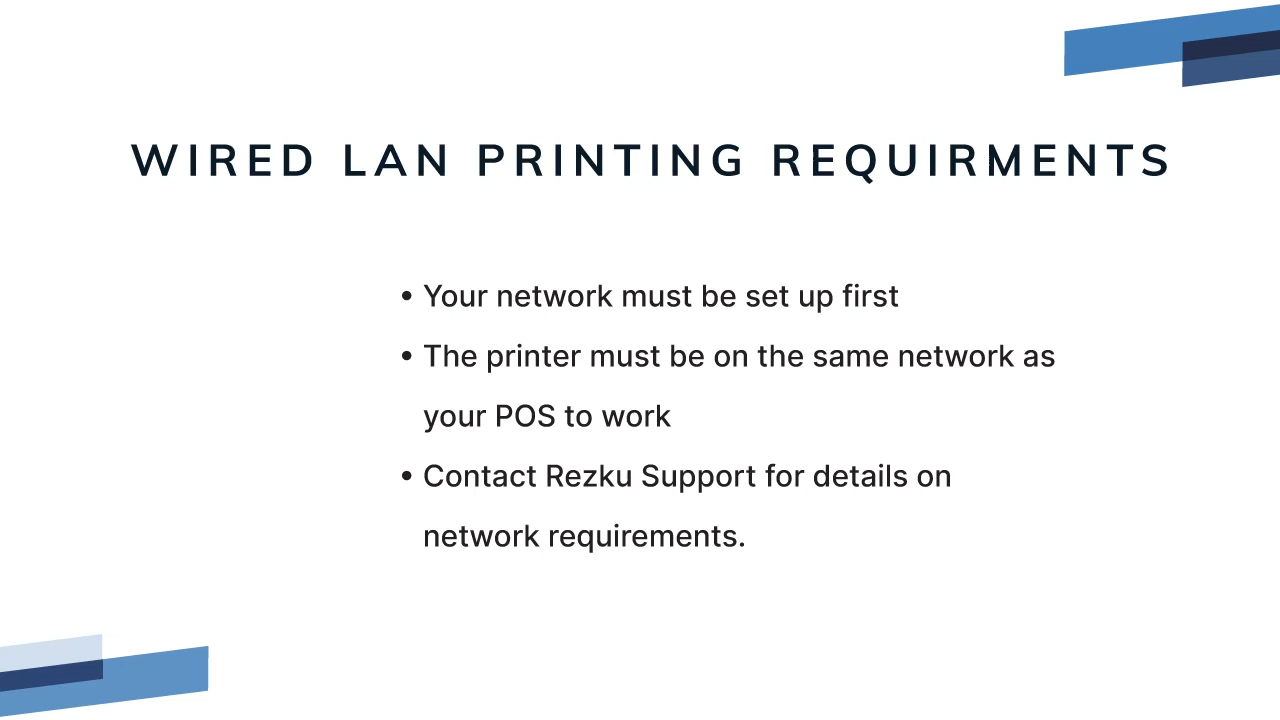 WIRED LAN PRINTING REQUIRMENTS
• Your network must be set up first
• The printer must be on the same network as
your POS to work
• Contact Rezku Support for details on
network requirements.